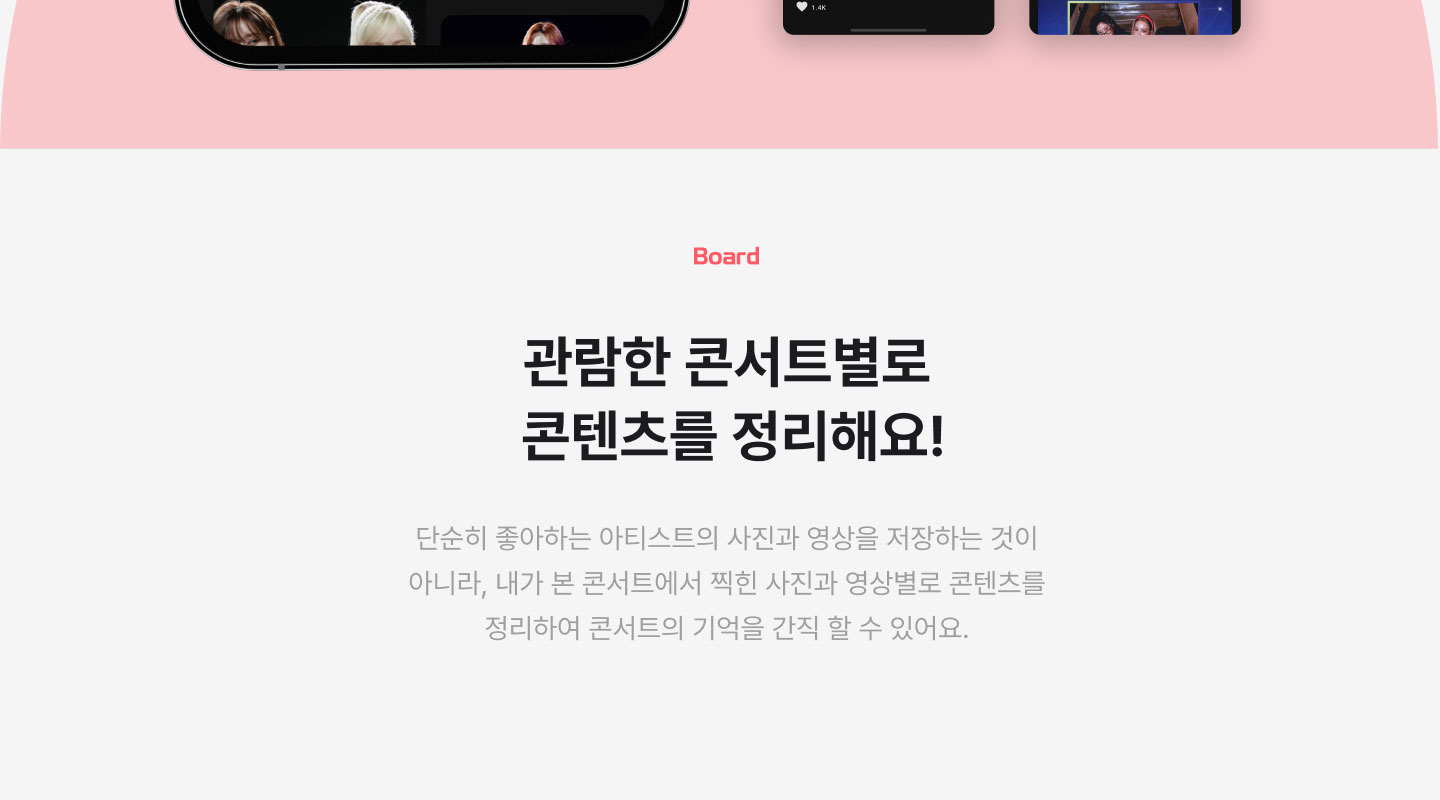 1.4K
Board
관람한 콘서트별로
콘텐츠를 정리해요!
단순히 좋아하는 아티스트의 사진과 영상을 저장하는 것이
아니라, 내가 본 콘서트에서 찍힌 사진과 영상별로 콘텐츠를
정리하여 콘서트의 기억을 간직 할 수 있어요.